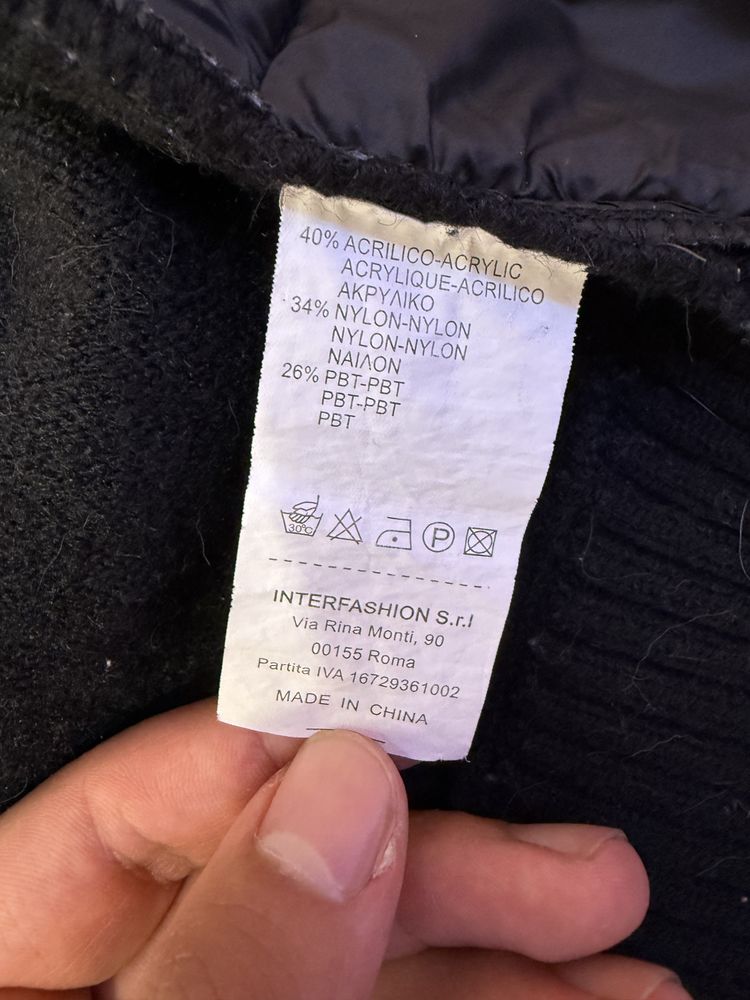 40% ACRILICO-ACRYLIC
ACRYLIQUE-ACRILICO
ΑΚΡΥΛΙΚΟ
34% NYLON-NYLON
NYLON-NYLON
ΝΑΙΛΟΝ
26% PBT-PBT
PBT-PBT
PBT
30°C P
INTERFASHION S.r.l
Via Rina Monti, 90
00155 Roma
Partita IVA 16729361002
MADE IN CHINA